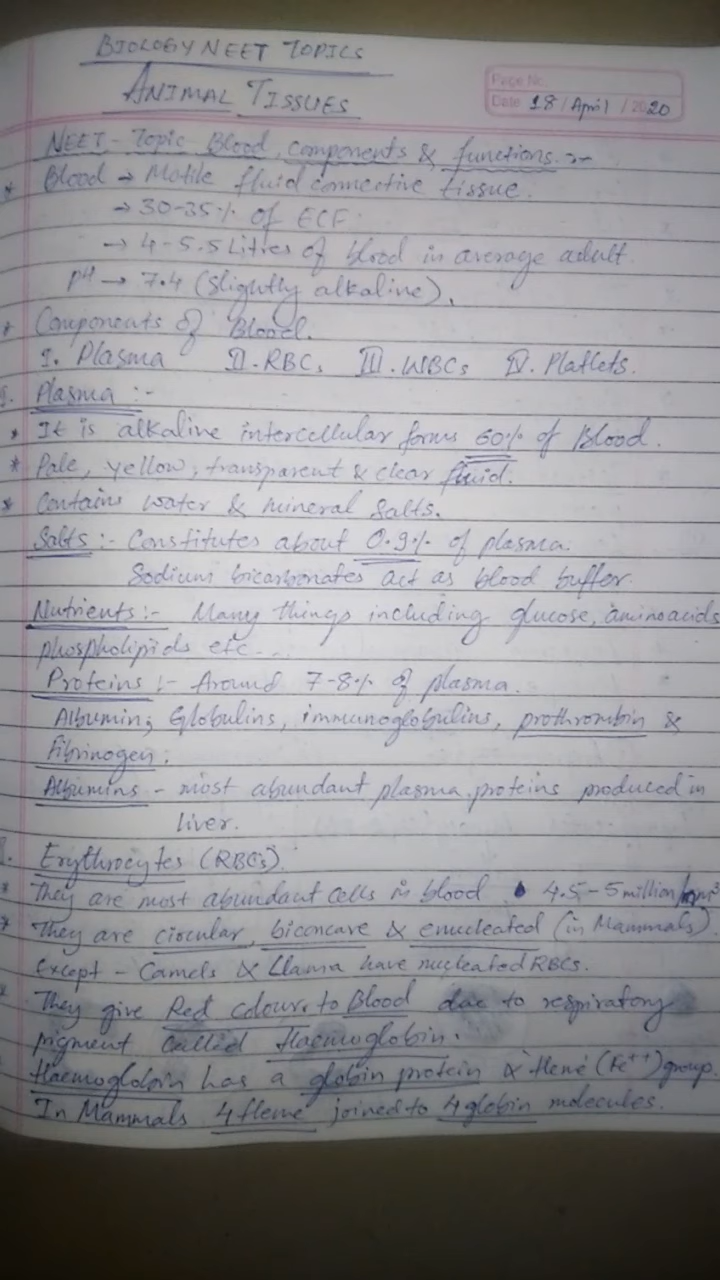 BIOLOGY NEET TOPICS
ANIMAL TISSUES
Page No.
Date 18 / April / 2020
NEET - Topic Blood, components & functions :-
* Blood → Motile fluid connective tissue.
→ 30-35% of ECF.
→ 4-5.5 Litres of blood in average adult.
pH → 7.4 (slightly alkaline).
* Components of Blood.
I. Plasma II. RBCs III. WBCs IV. Platlets.
I. Plasma :-
* It is alkaline intercellular forms 60% of Blood.
* Pale, yellow, transparent & clear fluid.
* Contains water & mineral salts.
Salts :- Constitutes about 0.9% of plasma.
Sodium bicarbonates act as blood buffer.
Nutrients :- Many things including glucose, aminoacids
phospholipids etc...
Proteins :- Around 7-8% of plasma.
Albumin, Globulins, immunoglobulins, prothrombin &
Fibrinogen.
Albumins - most abundant plasma proteins produced in
liver.
Erythrocytes (RBCs)
* They are most abundant cells in blood 4.5-5 million/mm³
* They are circular, biconcave & enucleated (in Mammals).
Except - Camels & Llama have nucleated RBCs.
* They give Red colour to Blood due to respiratory
pigment called Haemoglobin.
Haemoglobin has a globin protein & Heme (Fe⁺⁺) group.
In Mammals 4 Heme joined to 4 globin molecules.